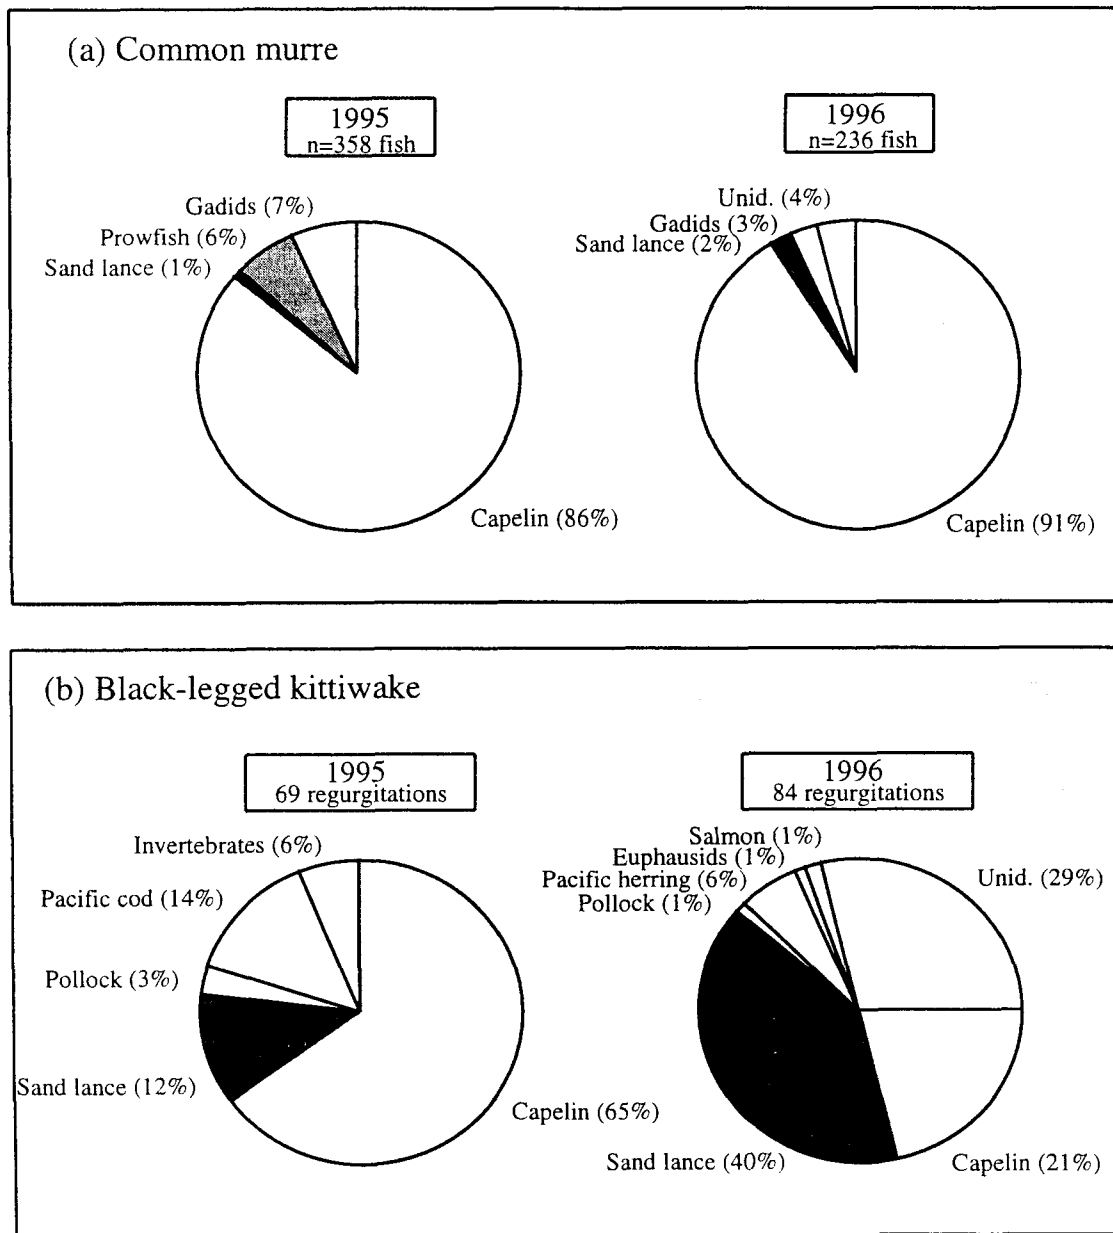 (a) Common murre
1995
n=358 fish
1996
n=236 fish
Gadids (7%)
Prowfish (6%)
Sand lance (1%)
Capelin (86%)
Unid. (4%)
Gadids (3%)
Sand lance (2%)
Capelin (91%)
(b) Black-legged kittiwake
1995
69 regurgitations
1996
84 regurgitations
Invertebrates (6%)
Pacific cod (14%)
Pollock (3%)
Sand lance (12%)
Capelin (65%)
Salmon (1%)
Euphausids (1%)
Pacific herring (6%)
Pollock (1%)
Unid. (29%)
Sand lance (40%)
Capelin (21%)